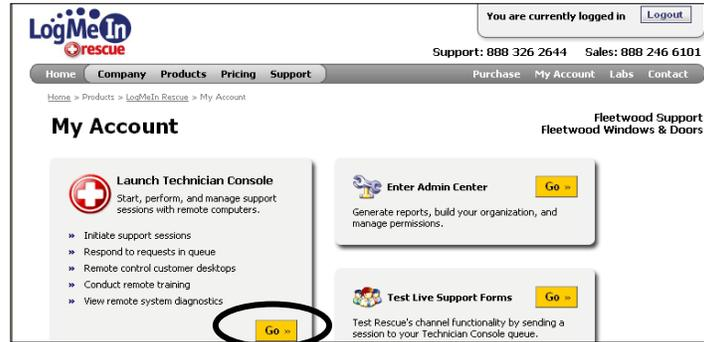 LogMeIn
rescue
You are currently logged in
Logout
Support: 888 326 2644 Sales: 888 246 6101
Home Company Products Pricing Support Purchase My Account Labs Contact
Home > Products > LogMeIn Rescue > My Account
My Account
Fleetwood Support
Fleetwood Windows & Doors
Launch Technician Console
Start, perform, and manage support
sessions with remote computers.
» Initiate support sessions
» Respond to requests in queue
» Remote control customer desktops
» Conduct remote training
» View remote system diagnostics
Go »
Enter Admin Center
Go »
Generate reports, build your organization, and
manage permissions.
Test Live Support Forms
Go »
Test Rescue's channel functionality by sending a
session to your Technician Console queue.